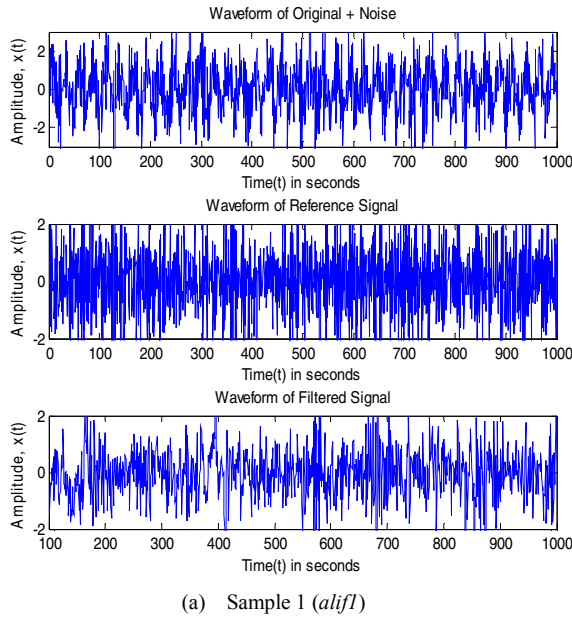 Waveform of Original + Noise
Amplitude, x(t)
2
0
-2
0 100 200 300 400 500 600 700 800 900 1000
Time(t) in seconds
Waveform of Reference Signal
Amplitude, x(t)
2
0
-2
0 100 200 300 400 500 600 700 800 900 1000
Time(t) in seconds
Waveform of Filtered Signal
Amplitude, x(t)
2
0
-2
100 200 300 400 500 600 700 800 900 1000
Time(t) in seconds
(a) Sample 1 (alif1)